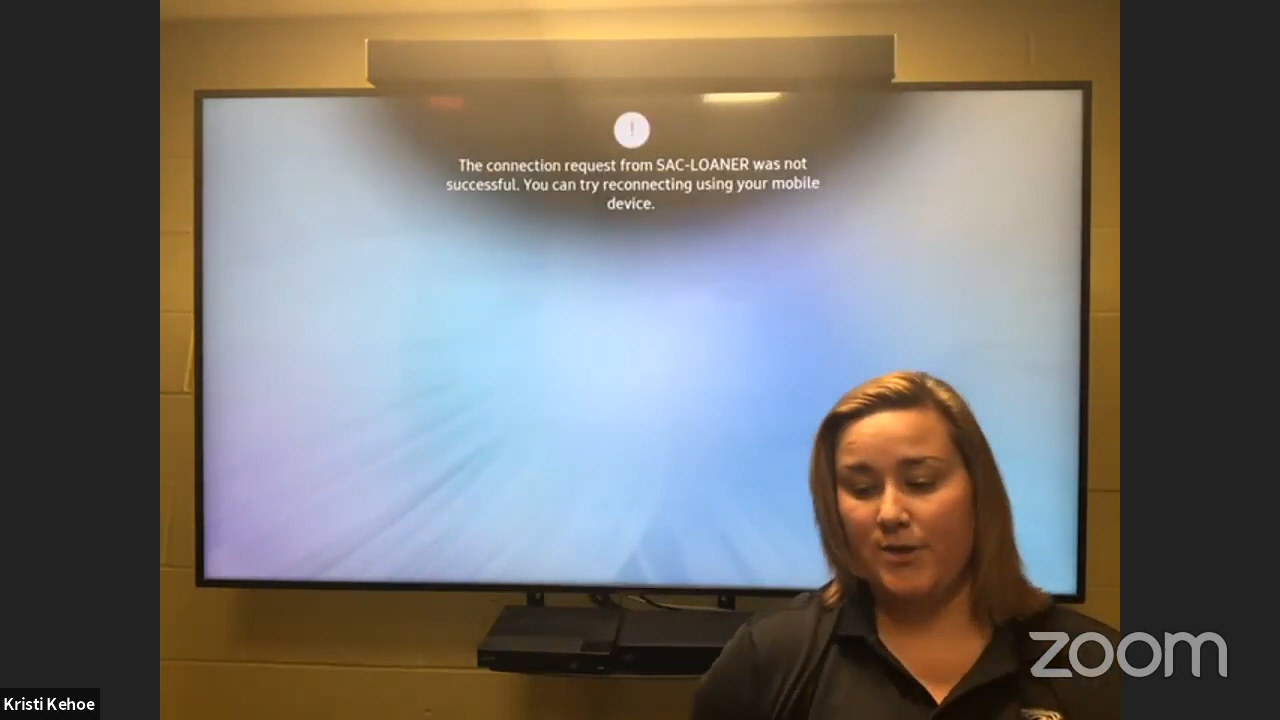 The connection request from SAC-LOANER was not
successful. You can try reconnecting using your mobile
device.
zoom
Kristi Kehoe